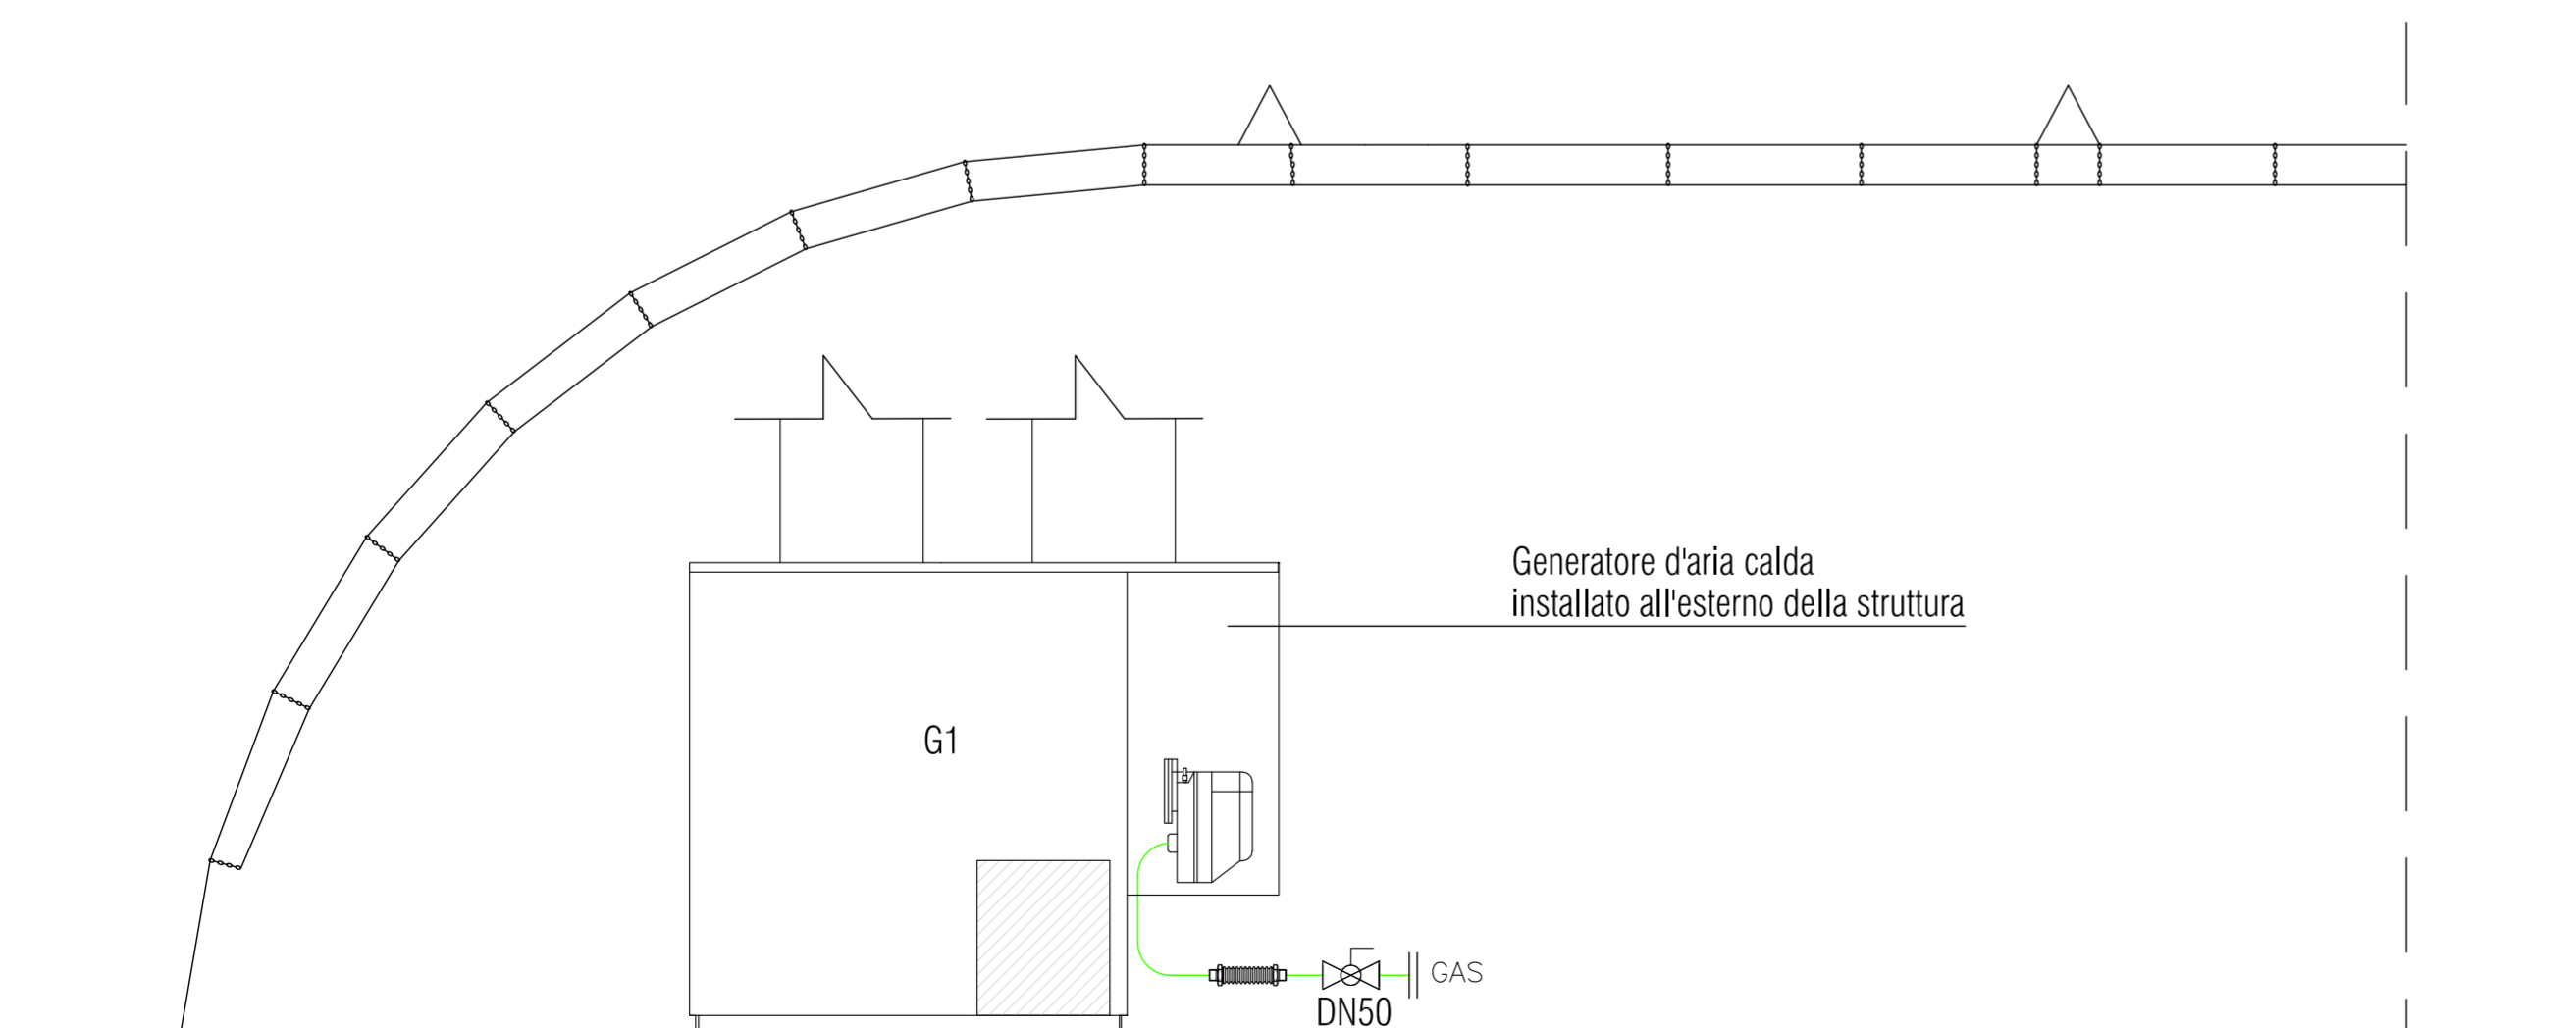 Generatore d'aria calda
installato all'esterno della struttura
G1
GAS
DN50